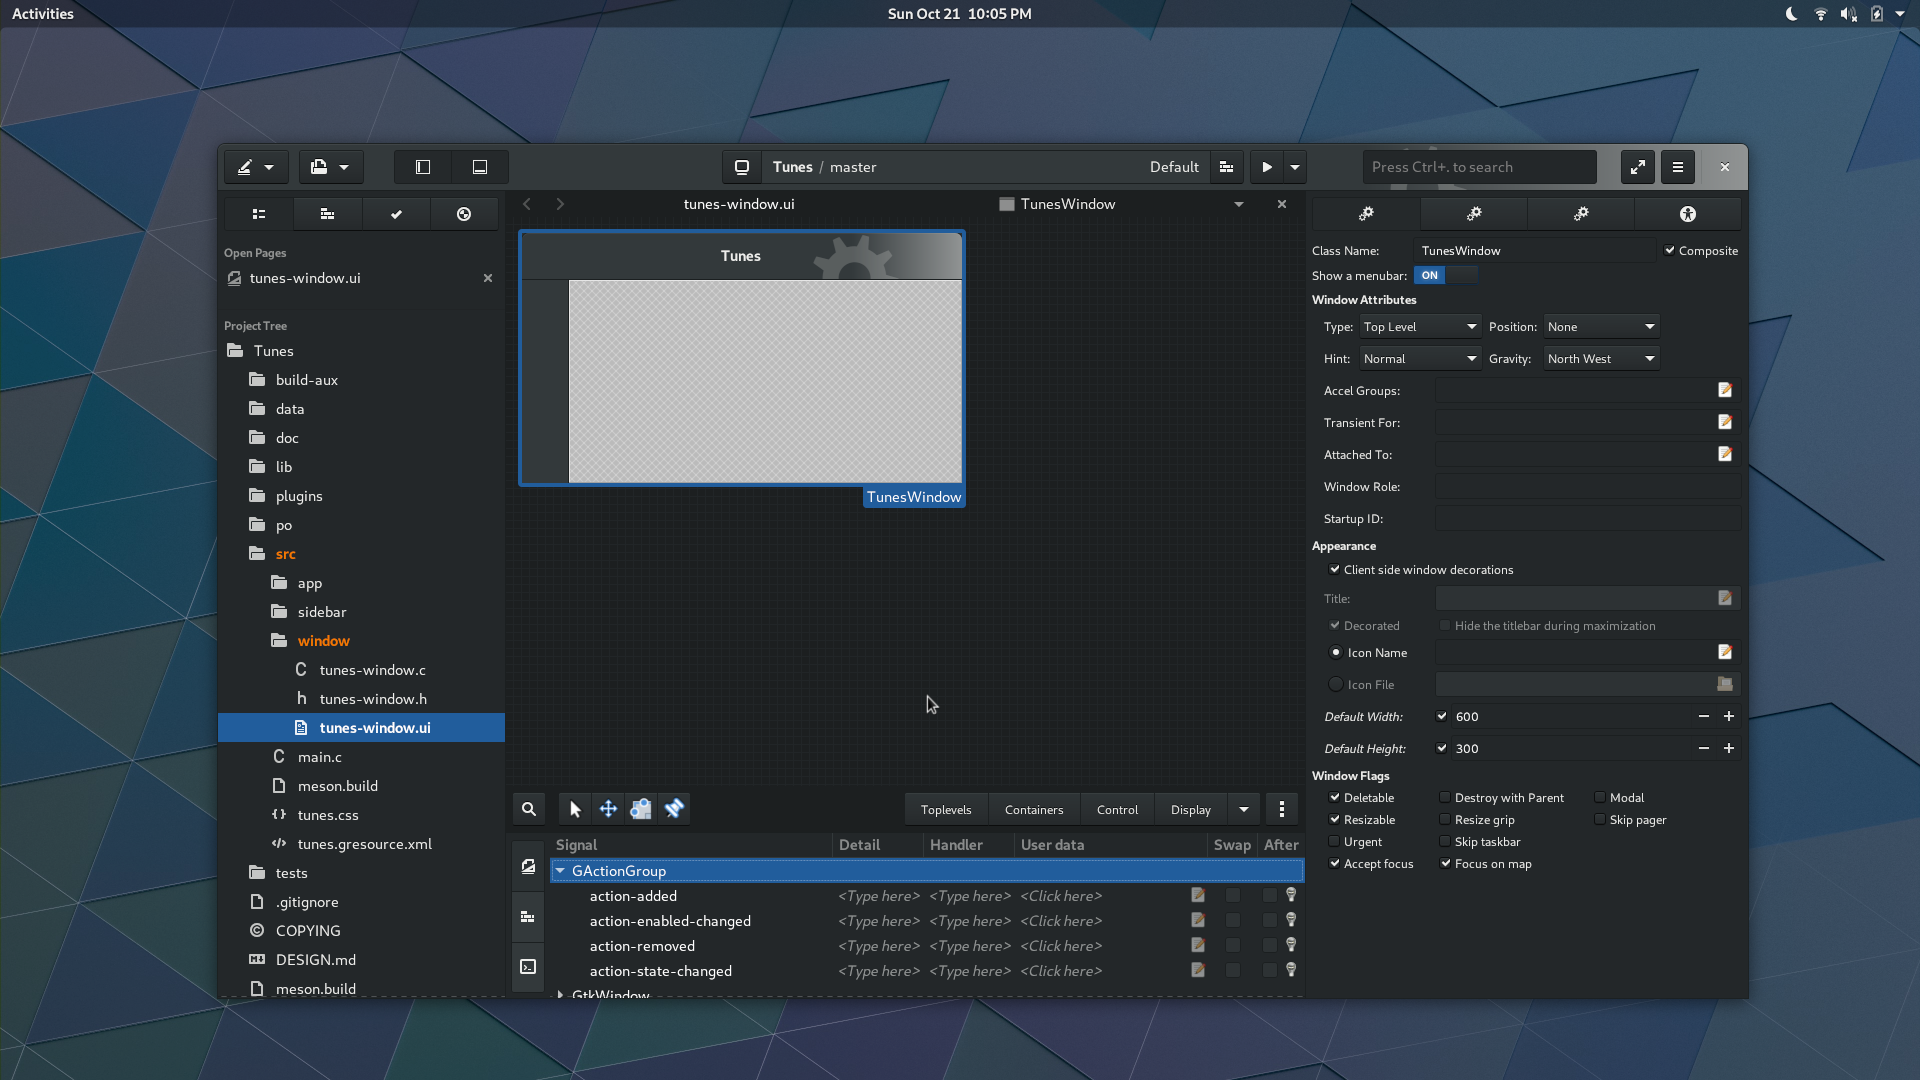 Activities
Sun Oct 21 10:05 PM
Tunes / master
Default
Press Ctrl+. to search
Open Pages
tunes-window.ui
Project Tree
Tunes
build-aux
data
doc
lib
plugins
po
src
app
sidebar
window
C tunes-window.c
h tunes-window.h
tunes-window.ui
C main.c
meson.build
{} tunes.css
</> tunes.gresource.xml
tests
.gitignore
© COPYING
DESIGN.md
meson.build
tunes-window.ui
TunesWindow
Tunes
TunesWindow
Toplevels Containers Control Display
Signal Detail Handler User data Swap After
GActionGroup
action-added <Type here> <Type here> <Click here>
action-enabled-changed <Type here> <Type here> <Click here>
action-removed <Type here> <Type here> <Click here>
action-state-changed <Type here> <Type here> <Click here>
GtkWindow
Class Name: TunesWindow Composite
Show a menubar: ON
Window Attributes
Type: Top Level Position: None
Hint: Normal Gravity: North West
Accel Groups:
Transient For:
Attached To:
Window Role:
Startup ID:
Appearance
Client side window decorations
Title:
Decorated Hide the titlebar during maximization
Icon Name
Icon File
Default Width: 600
Default Height: 300
Window Flags
Deletable Destroy with Parent Modal
Resizable Resize grip Skip pager
Urgent Skip taskbar
Accept focus Focus on map